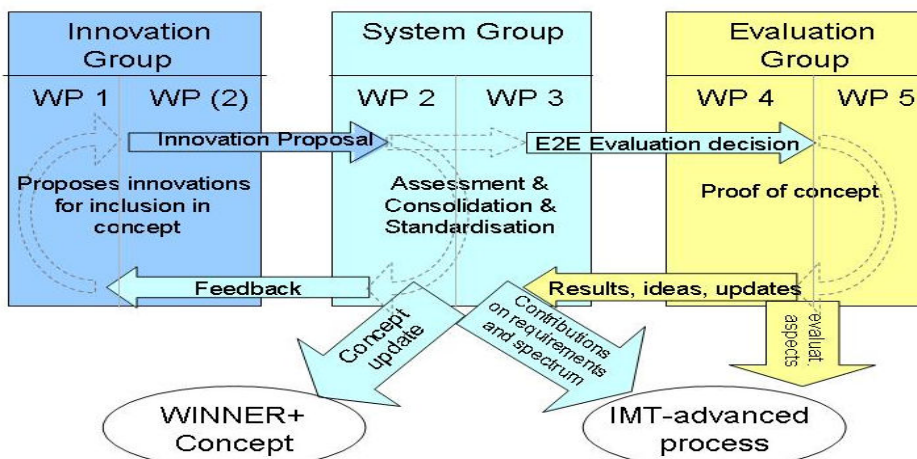 Innovation
Group
WP 1
WP (2)
Proposes innovations
for inclusion in
concept
Innovation Proposal
Feedback
System Group
WP 2
WP 3
Assessment &
Consolidation &
Standardisation
E2E Evaluation decision
Results, ideas, updates
Evaluation
Group
WP 4
WP 5
Proof of concept
evaluat.
aspects
Concept
update
Contributions
on requirements
and spectrum
WINNER+
Concept
IMT-advanced
process